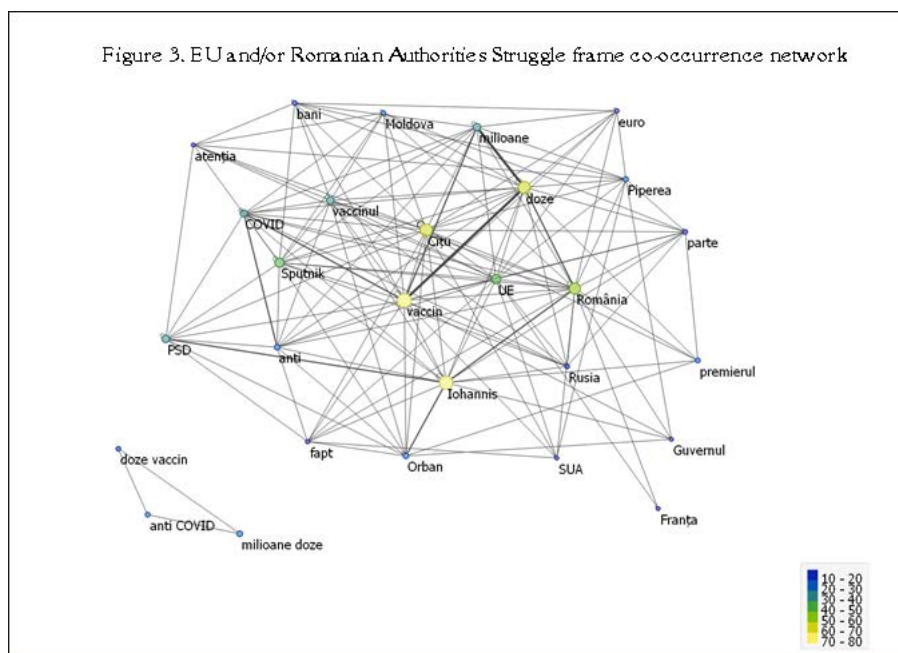 Figure 3. EU and/or Romanian Authorities Struggle frame co-occurrence network
bani
Moldova
milioane
euro
atenția
Piperea
doze
vaccinul
COVID
Cîțu
parte
Sputnik
UE
România
vaccin
PSD
anti
Rusia
premierul
Iohannis
fapt
Orban
SUA
Guvernul
doze vaccin
Franța
anti COVID
milioane doze
10 - 20
20 - 30
30 - 40
40 - 50
50 - 60
60 - 70
70 - 80